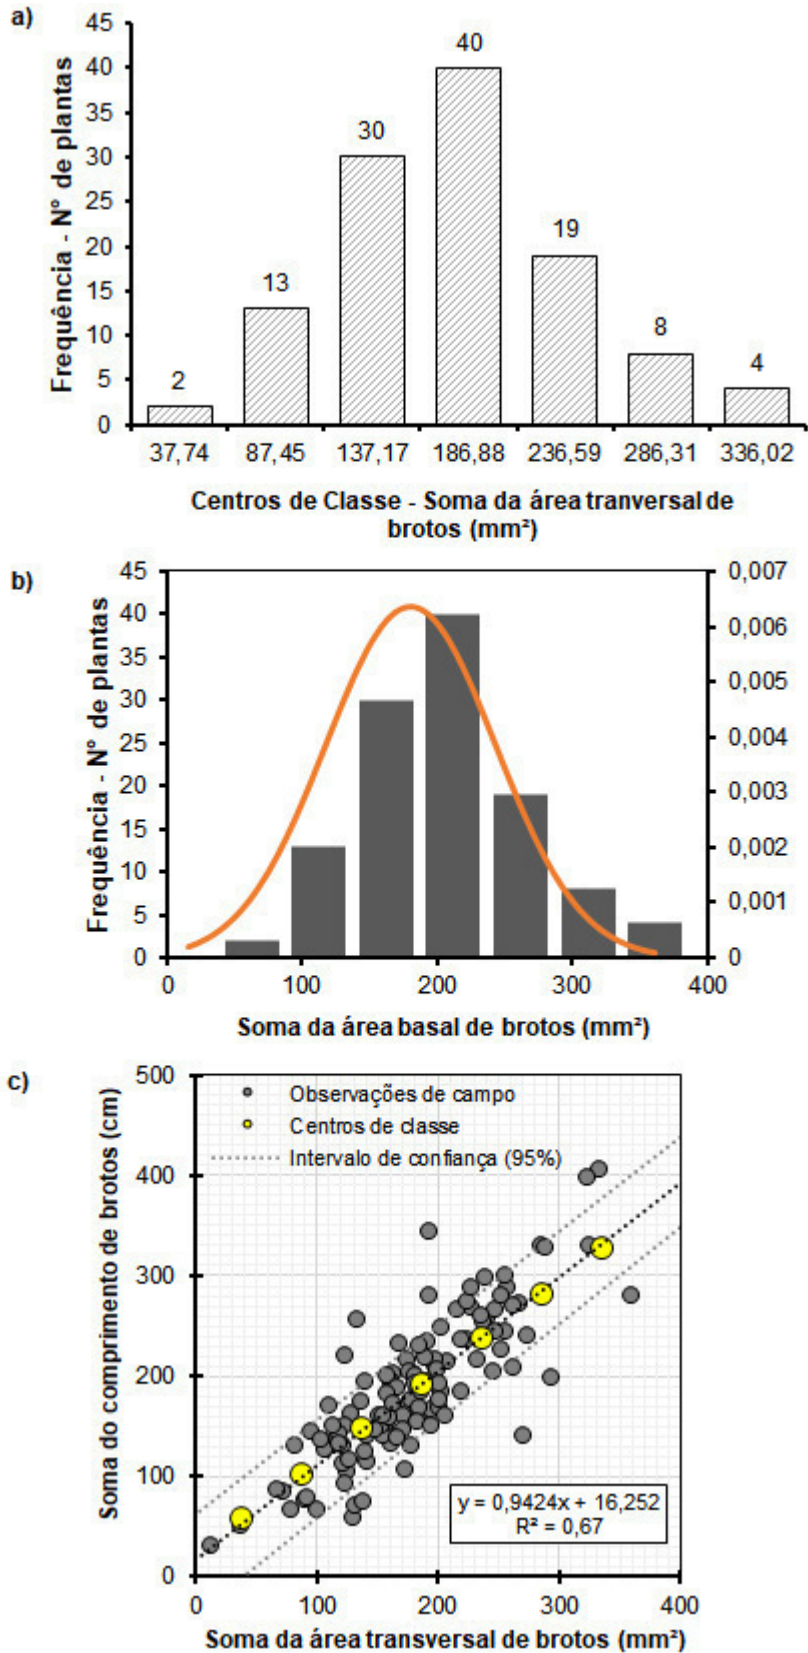 a)
Frequência - N° de plantas
45
40
35
30
25
20
15
10
5
0
2
13
30
40
19
8
4
37,74 87,45 137,17 186,88 236,59 286,31 336,02
Centros de Classe - Soma da área tranversal de
brotos (mm²)
b)
Frequência - N° de plantas
45
40
35
30
25
20
15
10
5
0
0,007
0,006
0,005
0,004
0,003
0,002
0,001
0
0 100 200 300 400
Soma da área basal de brotos (mm²)
c)
Soma do comprimento de brotos (cm)
500
400
300
200
100
0
Observações de campo
Centros de classe
Intervalo de confiança (95%)
y = 0,9424x + 16,252
R² = 0,67
0 100 200 300 400
Soma da área transversal de brotos (mm²)